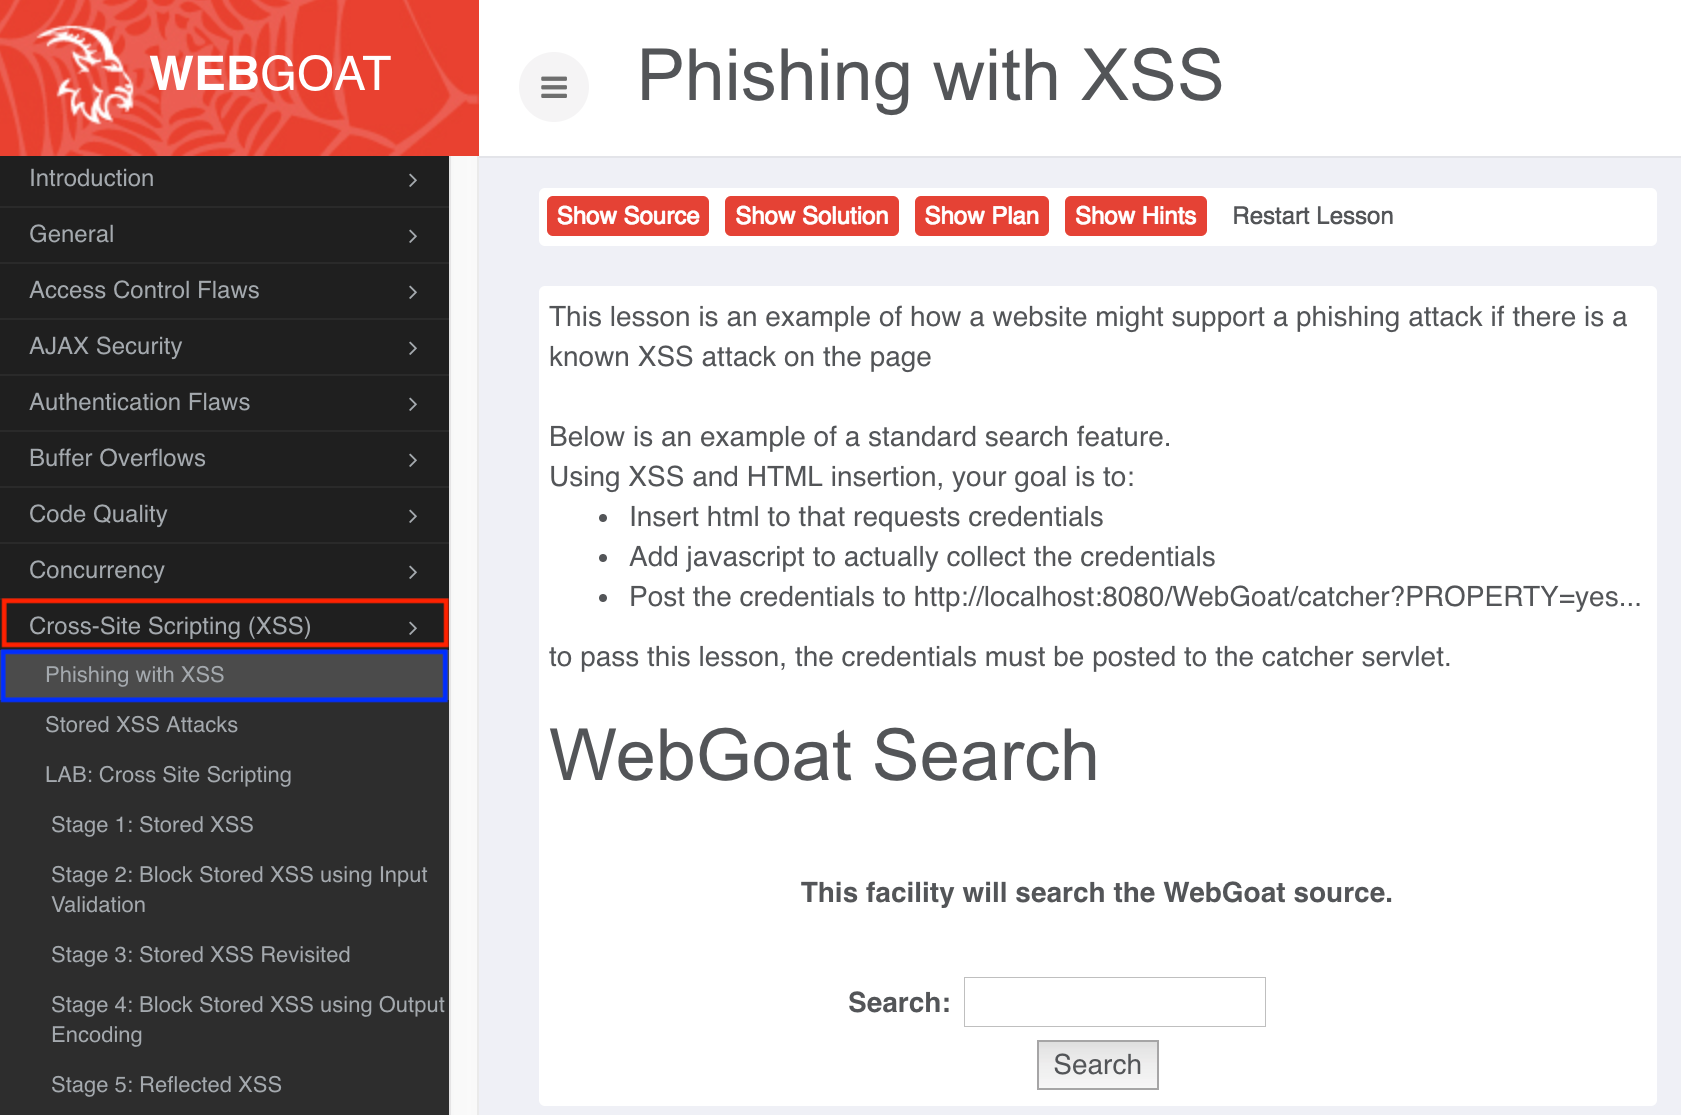 WEBGOAT
Phishing with XSS
Introduction
General
Access Control Flaws
AJAX Security
Authentication Flaws
Buffer Overflows
Code Quality
Concurrency
Cross-Site Scripting (XSS)
Phishing with XSS
Stored XSS Attacks
LAB: Cross Site Scripting
Stage 1: Stored XSS
Stage 2: Block Stored XSS using Input
Validation
Stage 3: Stored XSS Revisited
Stage 4: Block Stored XSS using Output
Encoding
Stage 5: Reflected XSS
Show Source Show Solution Show Plan Show Hints Restart Lesson
This lesson is an example of how a website might support a phishing attack if there is a
known XSS attack on the page
Below is an example of a standard search feature.
Using XSS and HTML insertion, your goal is to:
• Insert html to that requests credentials
• Add javascript to actually collect the credentials
• Post the credentials to http://localhost:8080/WebGoat/catcher?PROPERTY=yes...
to pass this lesson, the credentials must be posted to the catcher servlet.
WebGoat Search
This facility will search the WebGoat source.
Search:
Search